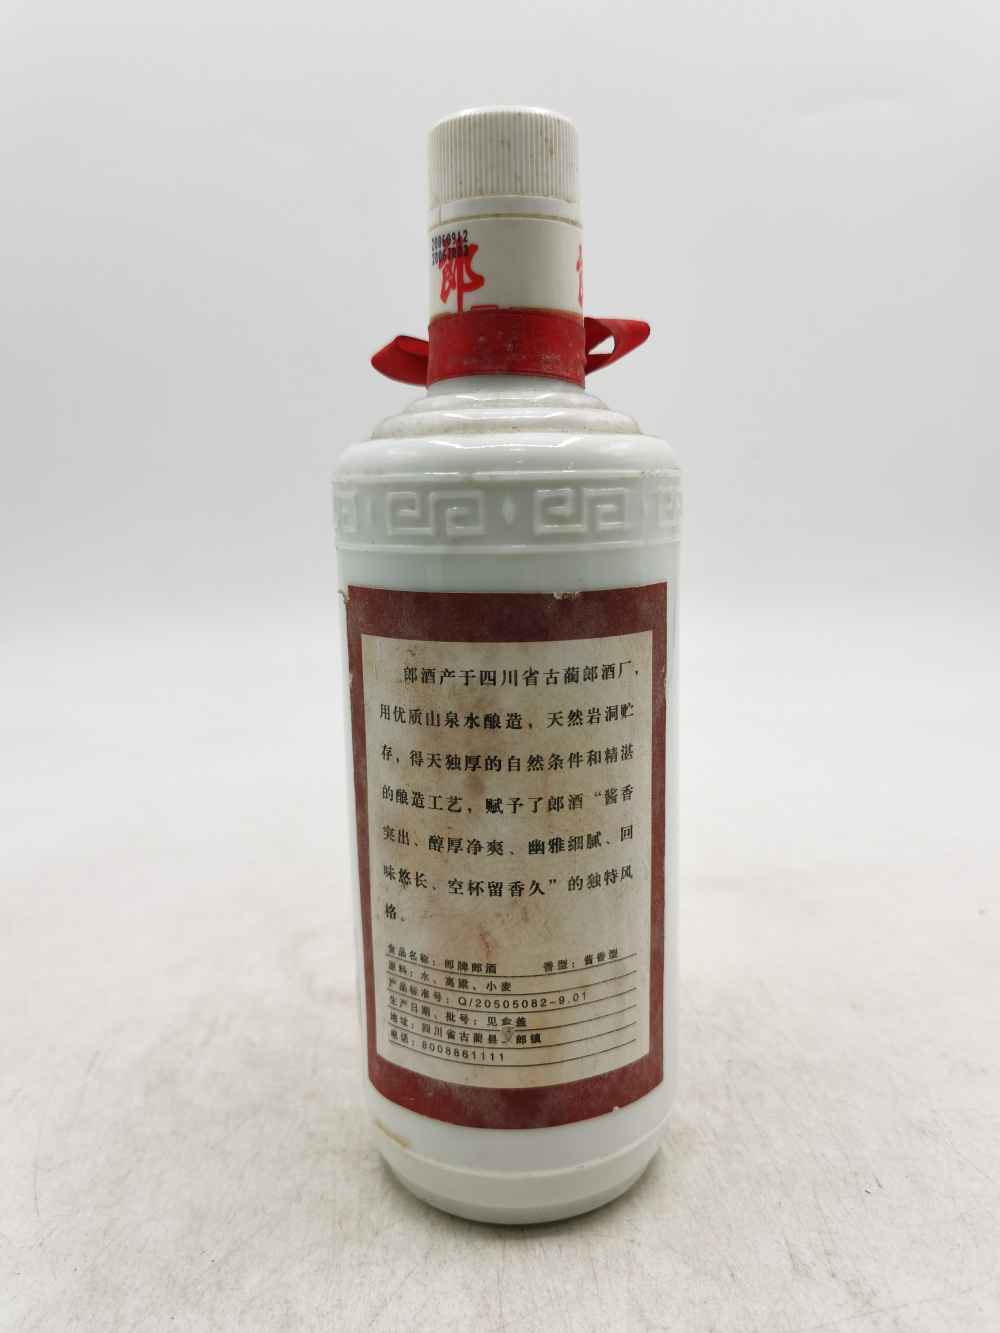 郎
郎酒产于四川省古蔺郎酒厂，
用优质山泉水酿造，天然岩洞贮
存，得天独厚的自然条件和精湛
的酿造工艺，赋予了郎酒“酱香
突出、醇厚净爽、幽雅细腻、回
味悠长、空杯留香久”的独特风
格。
食品名称：郎牌郎酒 香型：酱香型
原料：水、高粱、小麦
产品标准号：Q/20505082-9.01
生产日期、批号：见盒盖
地址：四川省古蔺县二郎镇
电话：8008861111